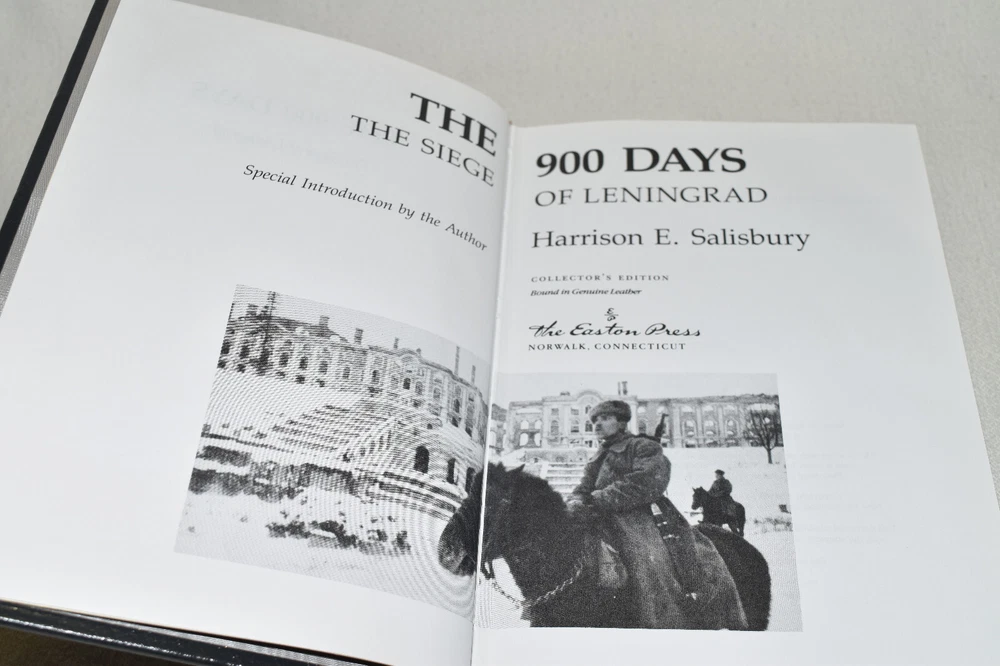 THE 900 DAYS
THE SIEGE OF LENINGRAD
Special Introduction by the Author
Harrison E. Salisbury
COLLECTOR'S EDITION
Bound in Genuine Leather
the Easton Press
NORWALK, CONNECTICUT